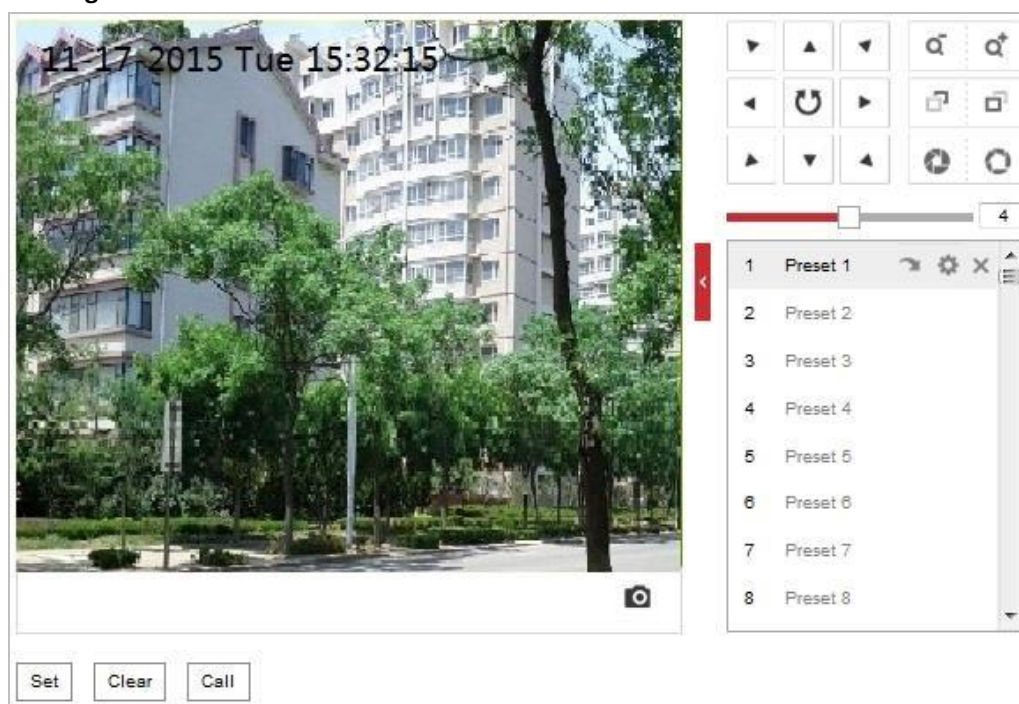 11-17-2015 Tue 15:32:15
4
1 Preset 1
2 Preset 2
3 Preset 3
4 Preset 4
5 Preset 5
6 Preset 6
7 Preset 7
8 Preset 8
Set Clear Call